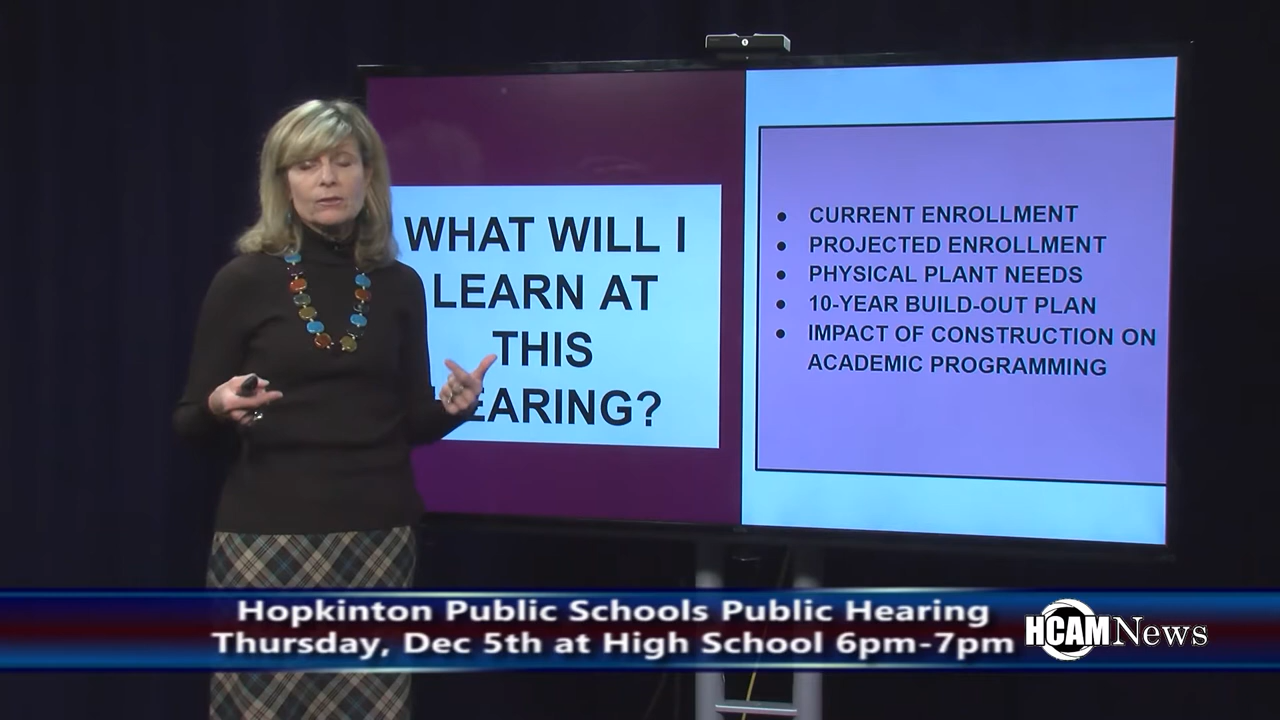 WHAT WILL I
LEARN AT
THIS
HEARING?
● CURRENT ENROLLMENT
● PROJECTED ENROLLMENT
● PHYSICAL PLANT NEEDS
● 10-YEAR BUILD-OUT PLAN
● IMPACT OF CONSTRUCTION ON
ACADEMIC PROGRAMMING
Hopkinton Public Schools Public Hearing
Thursday, Dec 5th at High School 6pm-7pm
HCAM News